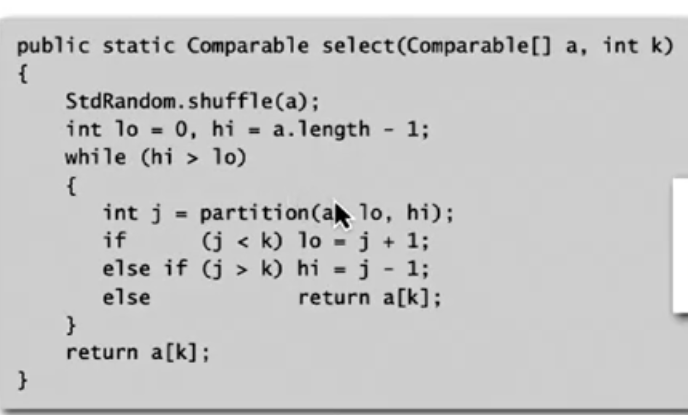 public static Comparable select(Comparable[] a, int k)
{
    StdRandom.shuffle(a);
    int lo = 0, hi = a.length - 1;
    while (hi > lo)
    {
        int j = partition(a, lo, hi);
        if      (j < k) lo = j + 1;
        else if (j > k) hi = j - 1;
        else            return a[k];
    }
    return a[k];
}